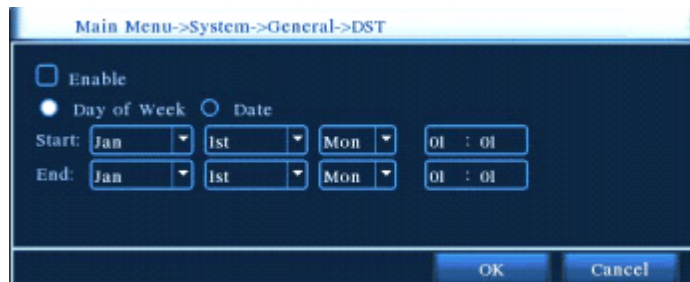 Main Menu->System->General->DST
Enable
Day of Week Date
Start: Jan 1st Mon 01 : 01
End: Jan 1st Mon 01 : 01
OK Cancel